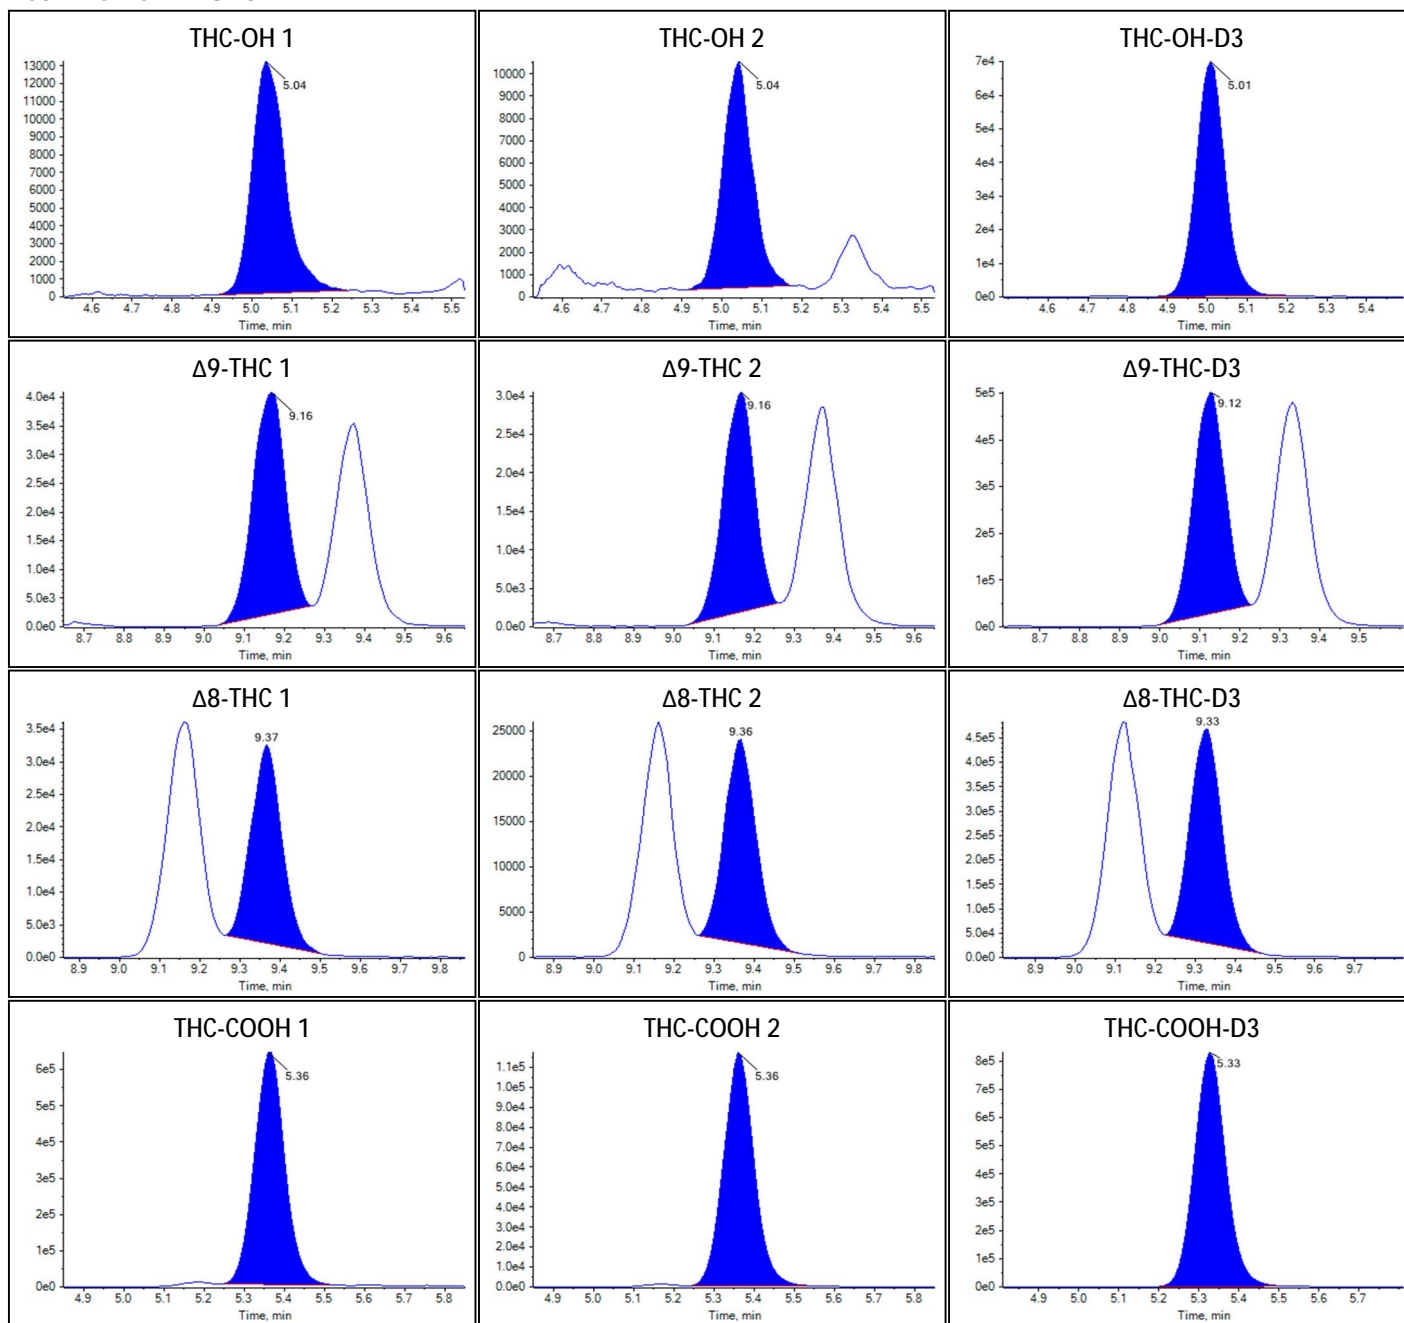 THC-OH 1
13000
12000
11000
10000
9000
8000
7000
6000
5000
4000
3000
2000
1000
0
5.04
4.6 4.7 4.8 4.9 5.0 5.1 5.2 5.3 5.4 5.5
Time, min
THC-OH 2
10000
9000
8000
7000
6000
5000
4000
3000
2000
1000
0
5.04
4.6 4.7 4.8 4.9 5.0 5.1 5.2 5.3 5.4 5.5
Time, min
THC-OH-D3
7e4
6e4
5e4
4e4
3e4
2e4
1e4
0e0
5.01
4.6 4.7 4.8 4.9 5.0 5.1 5.2 5.3 5.4
Time, min
Δ9-THC 1
4.0e4
3.5e4
3.0e4
2.5e4
2.0e4
1.5e4
1.0e4
5.0e3
0.0e0
9.16
8.7 8.8 8.9 9.0 9.1 9.2 9.3 9.4 9.5 9.6
Time, min
Δ9-THC 2
3.0e4
2.5e4
2.0e4
1.5e4
1.0e4
5.0e3
0.0e0
9.16
8.7 8.8 8.9 9.0 9.1 9.2 9.3 9.4 9.5 9.6
Time, min
Δ9-THC-D3
5e5
4e5
3e5
2e5
1e5
0e0
9.12
8.7 8.8 8.9 9.0 9.1 9.2 9.3 9.4 9.5
Time, min
Δ8-THC 1
3.5e4
3.0e4
2.5e4
2.0e4
1.5e4
1.0e4
5.0e3
0.0e0
9.37
8.9 9.0 9.1 9.2 9.3 9.4 9.5 9.6 9.7 9.8
Time, min
Δ8-THC 2
25000
20000
15000
10000
5000
0
9.36
8.9 9.0 9.1 9.2 9.3 9.4 9.5 9.6 9.7 9.8
Time, min
Δ8-THC-D3
4.5e5
4.0e5
3.5e5
3.0e5
2.5e5
2.0e5
1.5e5
1.0e5
5.0e4
0.0e0
9.33
8.9 9.0 9.1 9.2 9.3 9.4 9.5 9.6 9.7
Time, min
THC-COOH 1
6e5
5e5
4e5
3e5
2e5
1e5
0e0
5.36
4.9 5.0 5.1 5.2 5.3 5.4 5.5 5.6 5.7 5.8
Time, min
THC-COOH 2
1.1e5
1.0e5
9.0e4
8.0e4
7.0e4
6.0e4
5.0e4
4.0e4
3.0e4
2.0e4
1.0e4
0.0e0
5.36
4.9 5.0 5.1 5.2 5.3 5.4 5.5 5.6 5.7 5.8
Time, min
THC-COOH-D3
8e5
7e5
6e5
5e5
4e5
3e5
2e5
1e5
0e0
5.33
4.9 5.0 5.1 5.2 5.3 5.4 5.5 5.6 5.7
Time, min